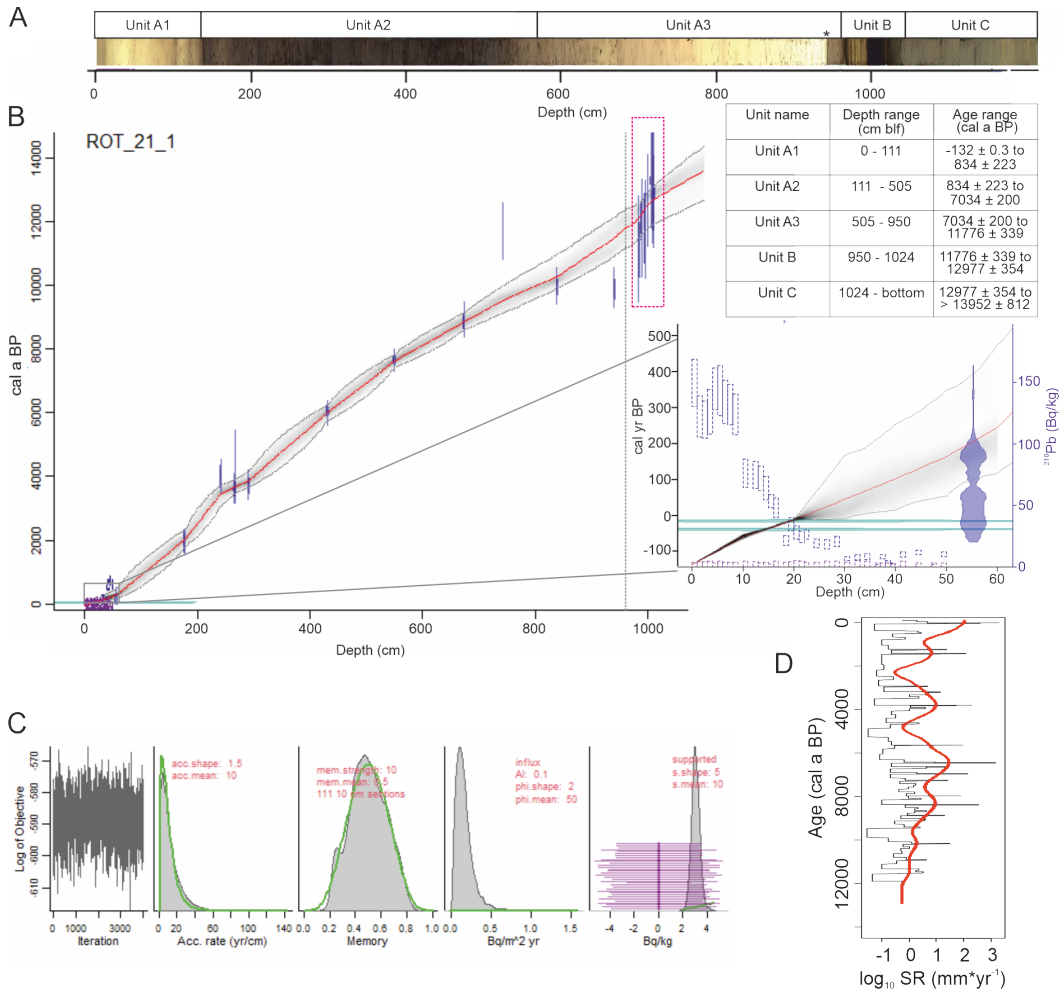 A
Unit A1 Unit A2 Unit A3 Unit B Unit C
*
0 200 400 600 800 1000
Depth (cm)
B
ROT_21_1
cal a BP
14000
12000
10000
8000
6000
4000
2000
0
0 200 400 600 800 1000
Depth (cm)
Unit name Depth range (cm blf) Age range (cal a BP)
Unit A1 0 - 111 -132 ± 0.3 to 834 ± 223
Unit A2 111 - 505 834 ± 223 to 7034 ± 200
Unit A3 505 - 950 7034 ± 200 to 11776 ± 339
Unit B 950 - 1024 11776 ± 339 to 12977 ± 354
Unit C 1024 - bottom 12977 ± 354 to > 13952 ± 812
cal yr BP
500
400
300
200
100
0
-100
0 10 20 30 40 50 60
Depth (cm)
150
100
50
0
²¹⁰Pb (Bq/kg)
C
Log of Objective
-570
-580
-590
-600
-610
0 1000 3000
Iteration
acc.shape: 1.5
acc.mean: 10
0 20 40 60 80 100 140
Acc. rate (yr/cm)
mem.strength: 10
mem.mean: 0.5
111 10 cm sections
0.0 0.2 0.4 0.6 0.8 1.0
Memory
influx
Al: 0.1
phi.shape: 2
phi.mean: 50
0.0 0.5 1.0 1.5
Bq/m^2 yr
supported
s.shape: 5
s.mean: 10
-4 -2 0 2 4
Bq/kg
D
Age (cal a BP)
0
4000
8000
12000
-1 0 1 2 3
log₁₀ SR (mm*yr⁻¹)